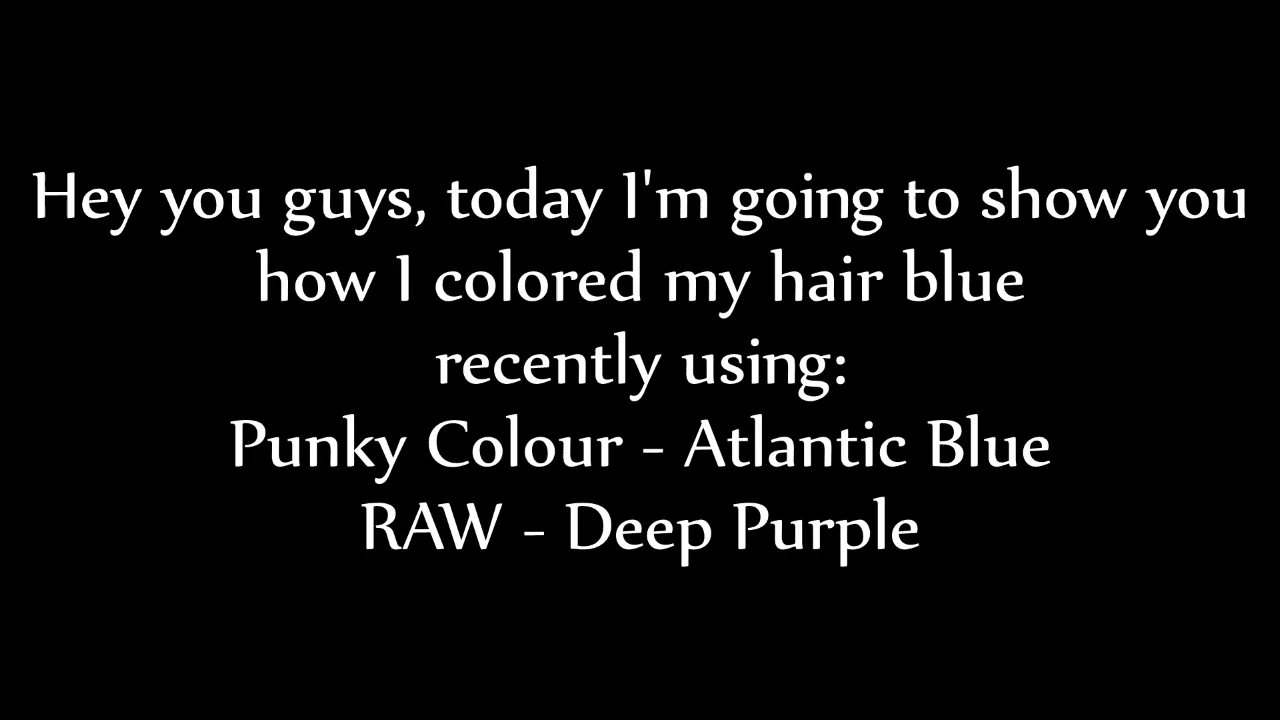 Hey you guys, today I'm going to show you
how I colored my hair blue
recently using:
Punky Colour - Atlantic Blue
RAW - Deep Purple